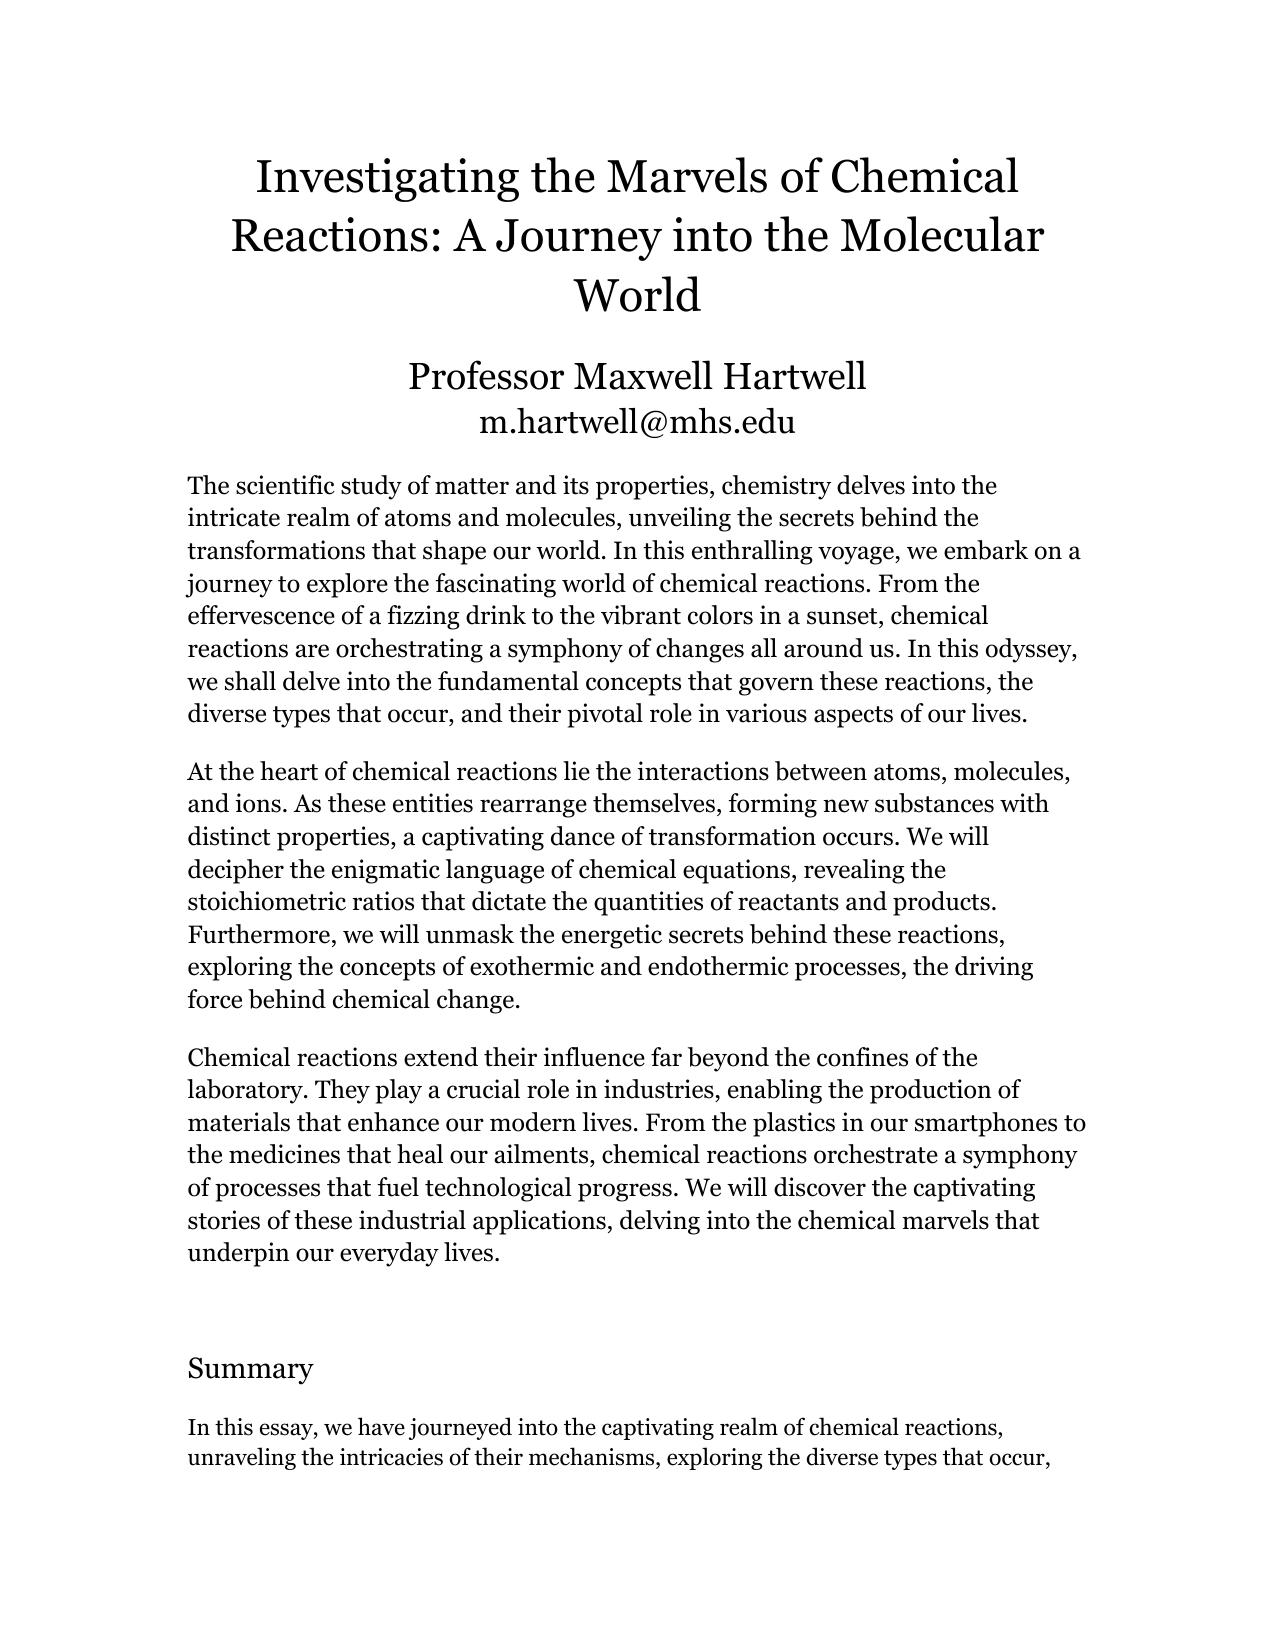 Investigating the Marvels of Chemical
Reactions: A Journey into the Molecular
World
Professor Maxwell Hartwell
m.hartwell@mhs.edu
The scientific study of matter and its properties, chemistry delves into the
intricate realm of atoms and molecules, unveiling the secrets behind the
transformations that shape our world. In this enthralling voyage, we embark on a
journey to explore the fascinating world of chemical reactions. From the
effervescence of a fizzing drink to the vibrant colors in a sunset, chemical
reactions are orchestrating a symphony of changes all around us. In this odyssey,
we shall delve into the fundamental concepts that govern these reactions, the
diverse types that occur, and their pivotal role in various aspects of our lives.
At the heart of chemical reactions lie the interactions between atoms, molecules,
and ions. As these entities rearrange themselves, forming new substances with
distinct properties, a captivating dance of transformation occurs. We will
decipher the enigmatic language of chemical equations, revealing the
stoichiometric ratios that dictate the quantities of reactants and products.
Furthermore, we will unmask the energetic secrets behind these reactions,
exploring the concepts of exothermic and endothermic processes, the driving
force behind chemical change.
Chemical reactions extend their influence far beyond the confines of the
laboratory. They play a crucial role in industries, enabling the production of
materials that enhance our modern lives. From the plastics in our smartphones to
the medicines that heal our ailments, chemical reactions orchestrate a symphony
of processes that fuel technological progress. We will discover the captivating
stories of these industrial applications, delving into the chemical marvels that
underpin our everyday lives.
Summary
In this essay, we have journeyed into the captivating realm of chemical reactions,
unraveling the intricacies of their mechanisms, exploring the diverse types that occur,